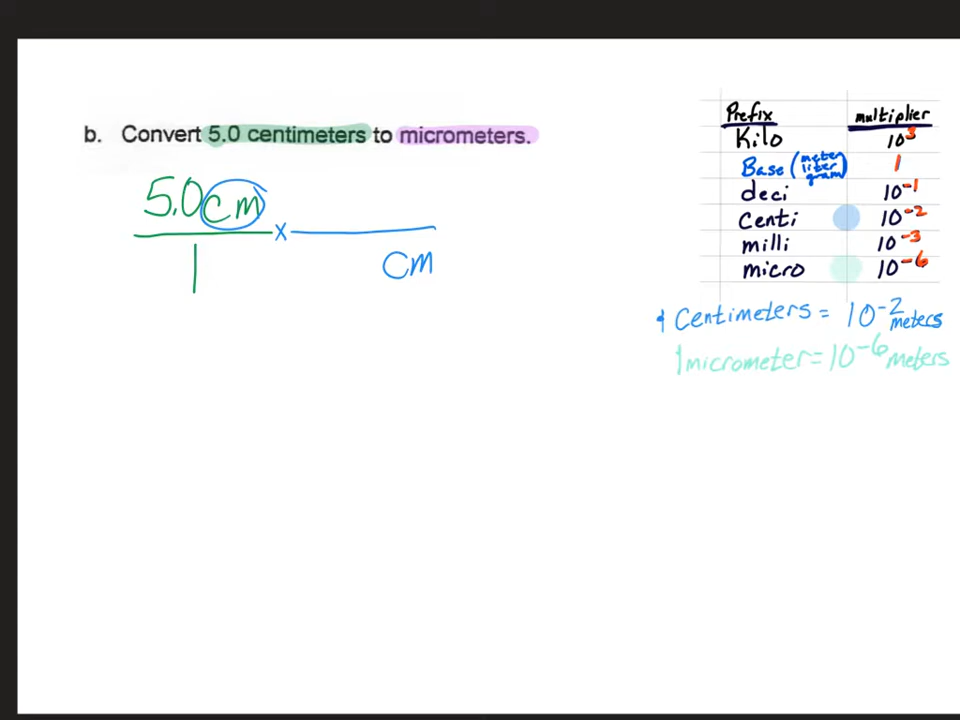 b. Convert 5.0 centimeters to micrometers.
5.0 cm
x
1
cm
Prefix multiplier
Kilo 10³
Base (meter liter gram) 1
deci 10⁻¹
centi 10⁻²
milli 10⁻³
micro 10⁻⁶
1 centimeters = 10⁻² meters
1 micrometer = 10⁻⁶ meters